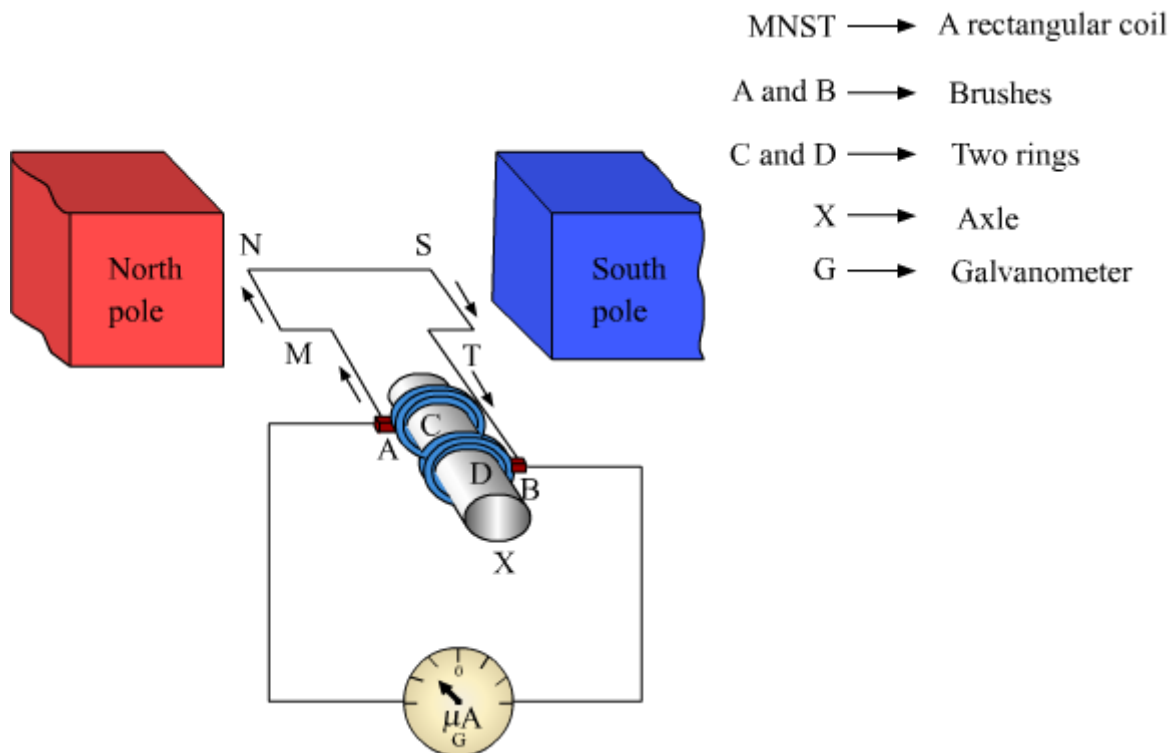 MNST → A rectangular coil
A and B → Brushes
C and D → Two rings
X → Axle
G → Galvanometer
North
pole
South
pole
N
S
M
T
A
C
D
B
X
0
μA
G